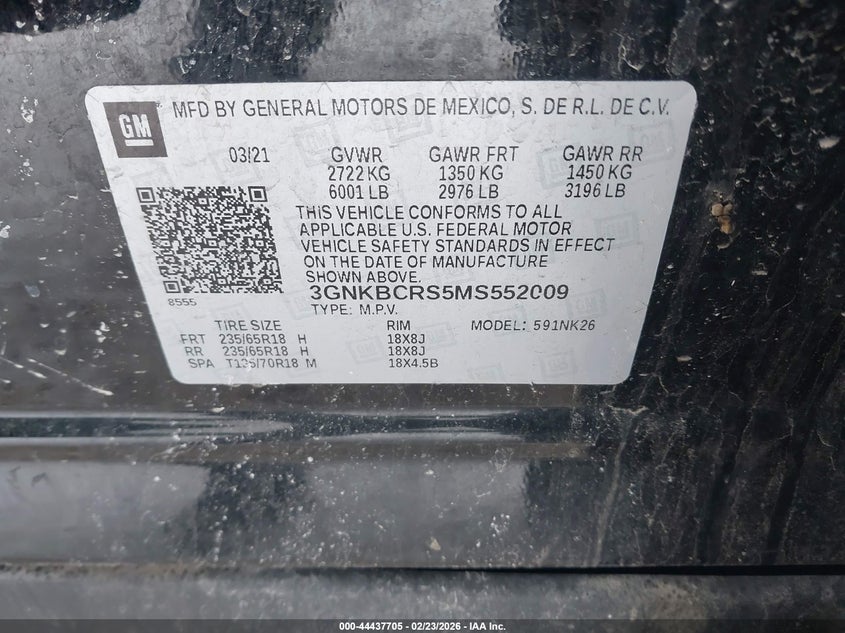 GM
MFD BY GENERAL MOTORS DE MEXICO, S. DE R.L. DE C.V.
03/21 GVWR GAWR FRT GAWR RR
2722 KG 1350 KG 1450 KG
6001 LB 2976 LB 3196 LB
THIS VEHICLE CONFORMS TO ALL
APPLICABLE U.S. FEDERAL MOTOR
VEHICLE SAFETY STANDARDS IN EFFECT
ON THE DATE OF MANUFACTURE
SHOWN ABOVE.
8555
3GNKBCRS5MS552009
TYPE: M.P.V.
TIRE SIZE RIM MODEL: 591NK26
FRT 235/65R18 H 18X8J
RR 235/65R18 H 18X8J
SPA T135/70R18 M 18X4.5B
000-44437705 - 02/23/2026 - IAA Inc.